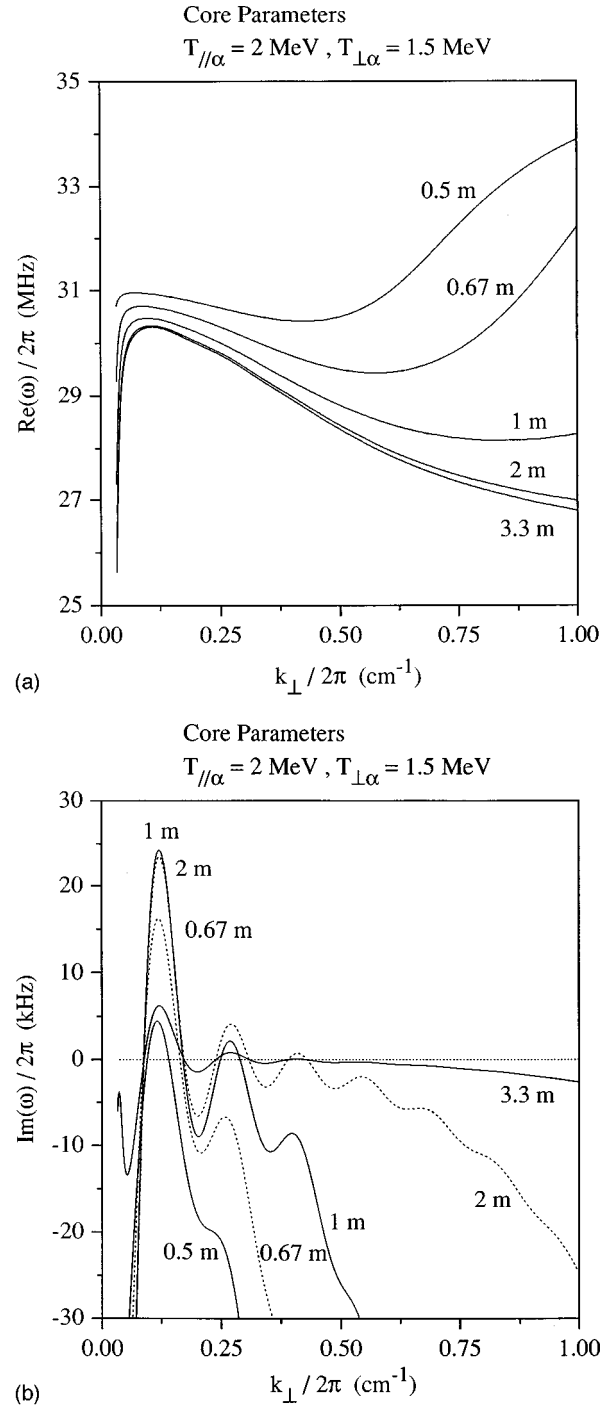 Core Parameters
T//α = 2 MeV , T⊥α = 1.5 MeV
35
33
31
29
27
25
Re(ω) / 2π (MHz)
0.5 m
0.67 m
1 m
2 m
3.3 m
0.00
0.25
0.50
0.75
1.00
k⊥ / 2π (cm-1)
(a)
Core Parameters
T//α = 2 MeV , T⊥α = 1.5 MeV
30
20
10
0
-10
-20
-30
Im(ω) / 2π (kHz)
1 m
2 m
0.67 m
3.3 m
2 m
1 m
0.67 m
0.5 m
0.00
0.25
0.50
0.75
1.00
k⊥ / 2π (cm-1)
(b)